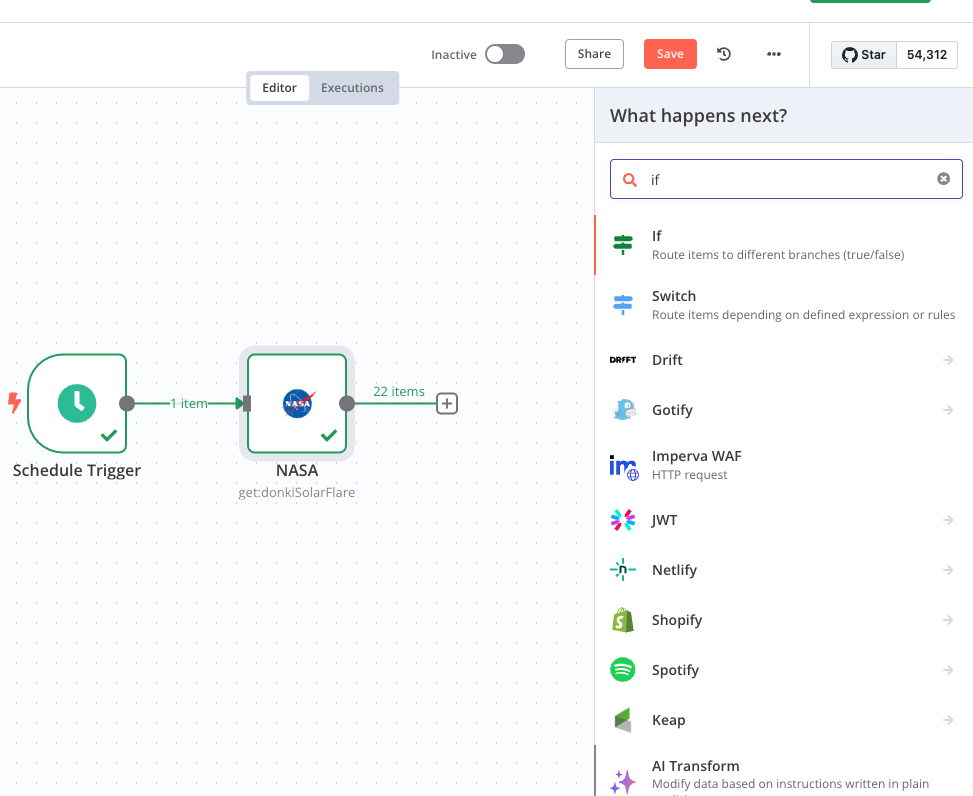 Inactive
Share
Save
Star
54,312
Editor
Executions
What happens next?
if
If
Route items to different branches (true/false)
Switch
Route items depending on defined expression or rules
DRIFT
Drift
Gotify
im
Imperva WAF
HTTP request
JWT
n
Netlify
S
Shopify
Spotify
Keap
AI Transform
Modify data based on instructions written in plain
1 item
NASA
22 items
Schedule Trigger
NASA
get:donkiSolarFlare